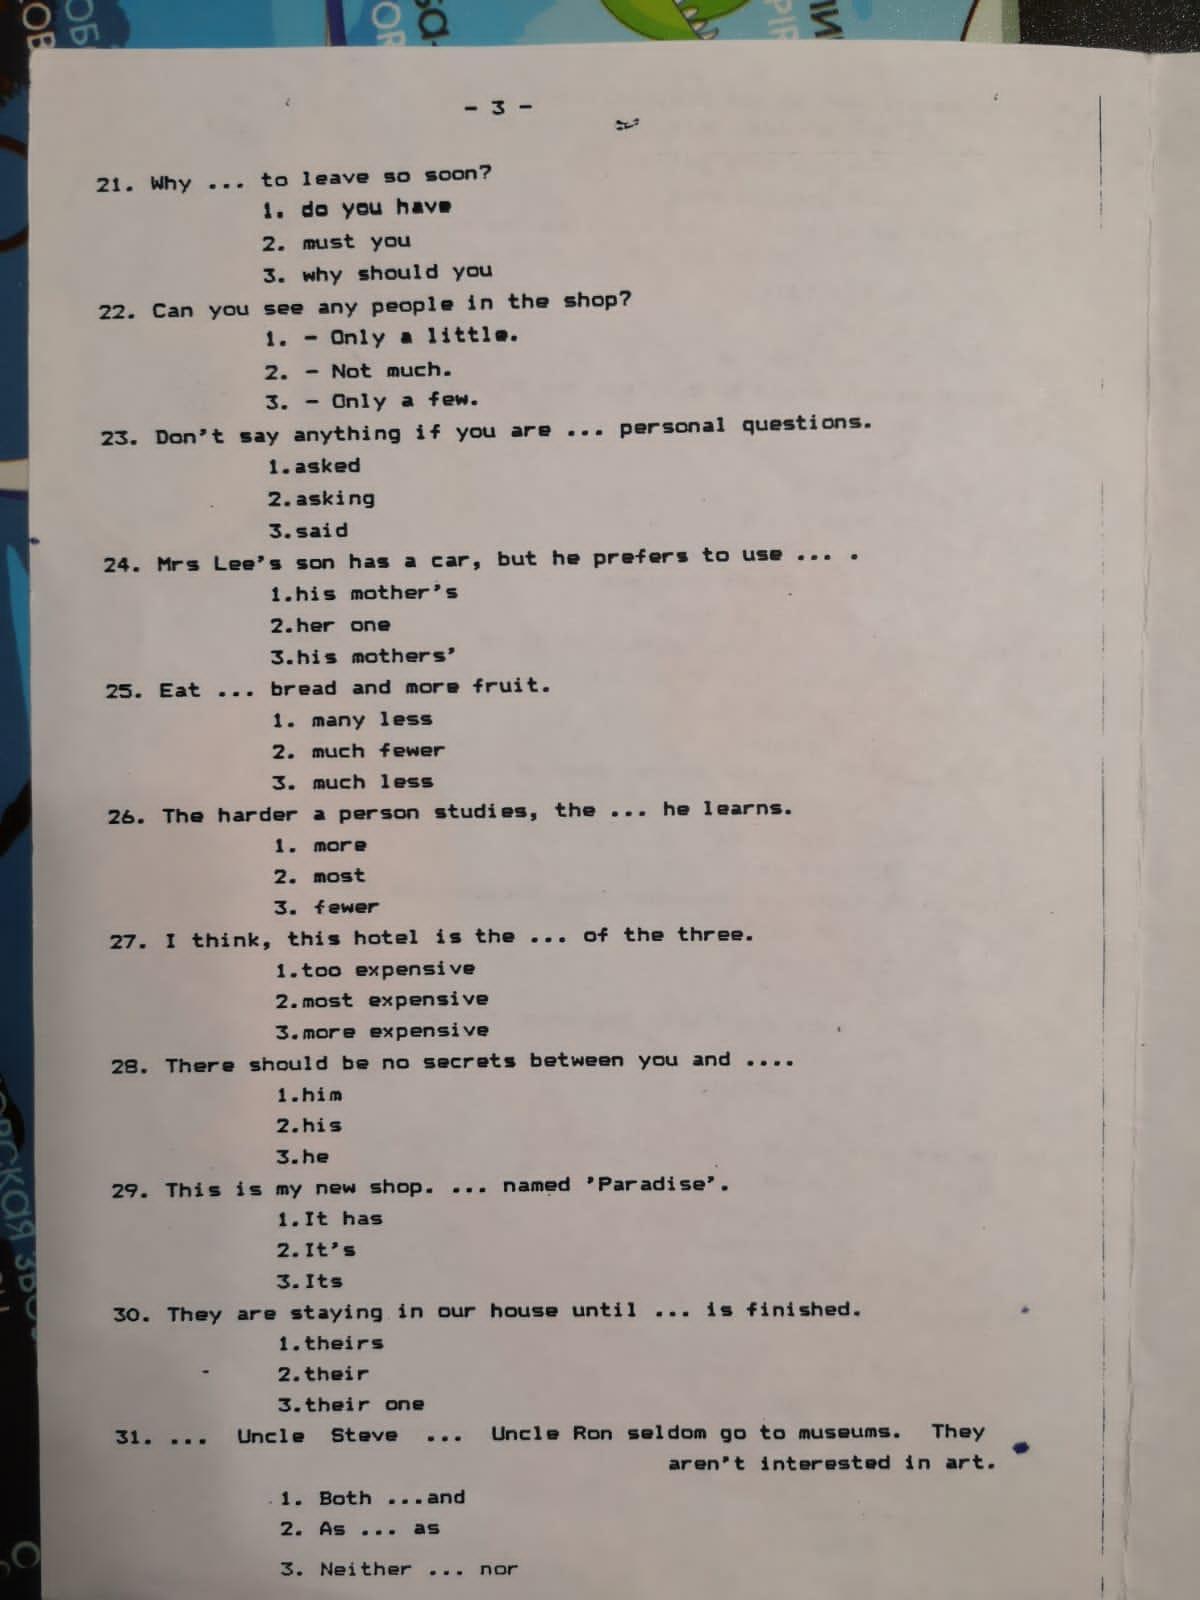 - 3 -
21. Why ... to leave so soon?
1. do you have
2. must you
3. why should you
22. Can you see any people in the shop?
1. - Only a little.
2. - Not much.
3. - Only a few.
23. Don't say anything if you are ... personal questions.
1.asked
2.asking
3.said
24. Mrs Lee's son has a car, but he prefers to use ... .
1.his mother's
2.her one
3.his mothers'
25. Eat ... bread and more fruit.
1. many less
2. much fewer
3. much less
26. The harder a person studies, the ... he learns.
1. more
2. most
3. fewer
27. I think, this hotel is the ... of the three.
1.too expensive
2.most expensive
3.more expensive
28. There should be no secrets between you and ....
1.him
2.his
3.he
29. This is my new shop. ... named 'Paradise'.
1.It has
2.It's
3.Its
30. They are staying in our house until ... is finished.
1.theirs
2.their
3.their one
31. ... Uncle Steve ... Uncle Ron seldom go to museums. They
aren't interested in art.
1. Both ...and
2. As ... as
3. Neither ... nor